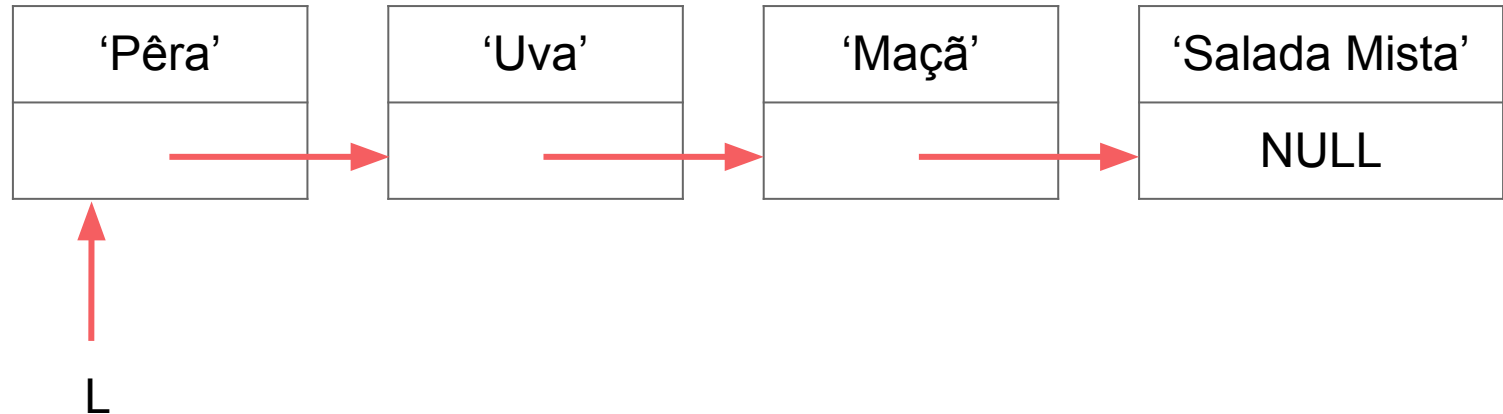 ‘Pêra’
‘Uva’
‘Maçã’
‘Salada Mista’
NULL
L